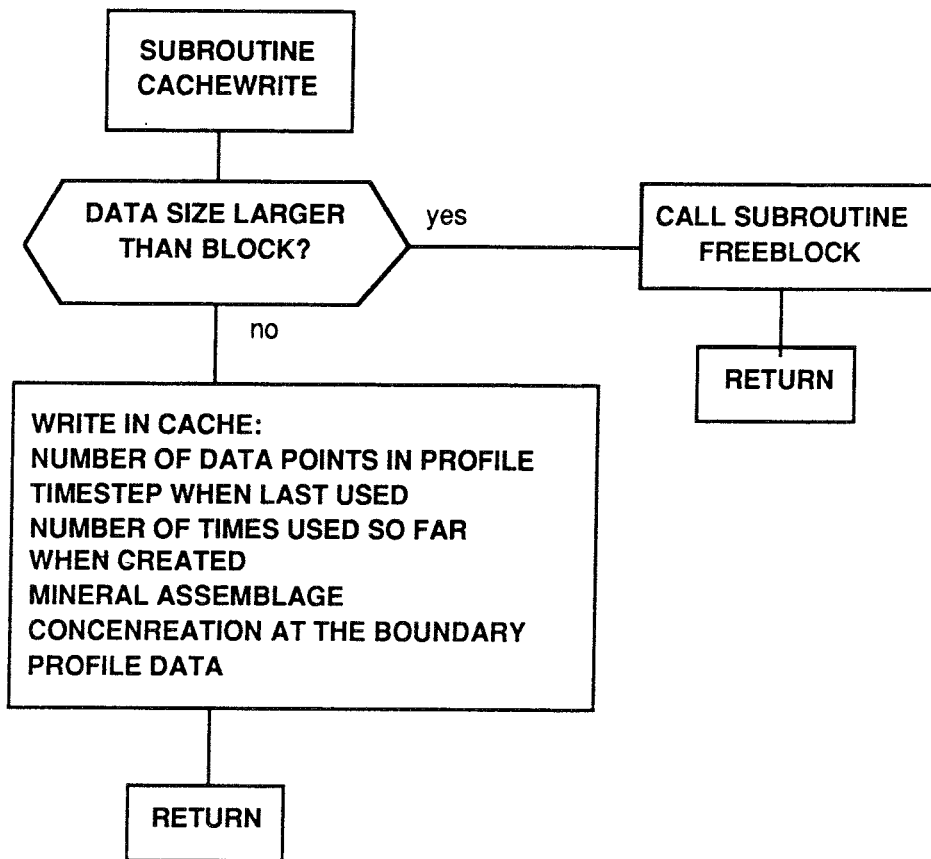 SUBROUTINE
CACHEWRITE
DATA SIZE LARGER
THAN BLOCK?
yes
CALL SUBROUTINE
FREEBLOCK
RETURN
no
WRITE IN CACHE:
NUMBER OF DATA POINTS IN PROFILE
TIMESTEP WHEN LAST USED
NUMBER OF TIMES USED SO FAR
WHEN CREATED
MINERAL ASSEMBLAGE
CONCENREATION AT THE BOUNDARY
PROFILE DATA
RETURN